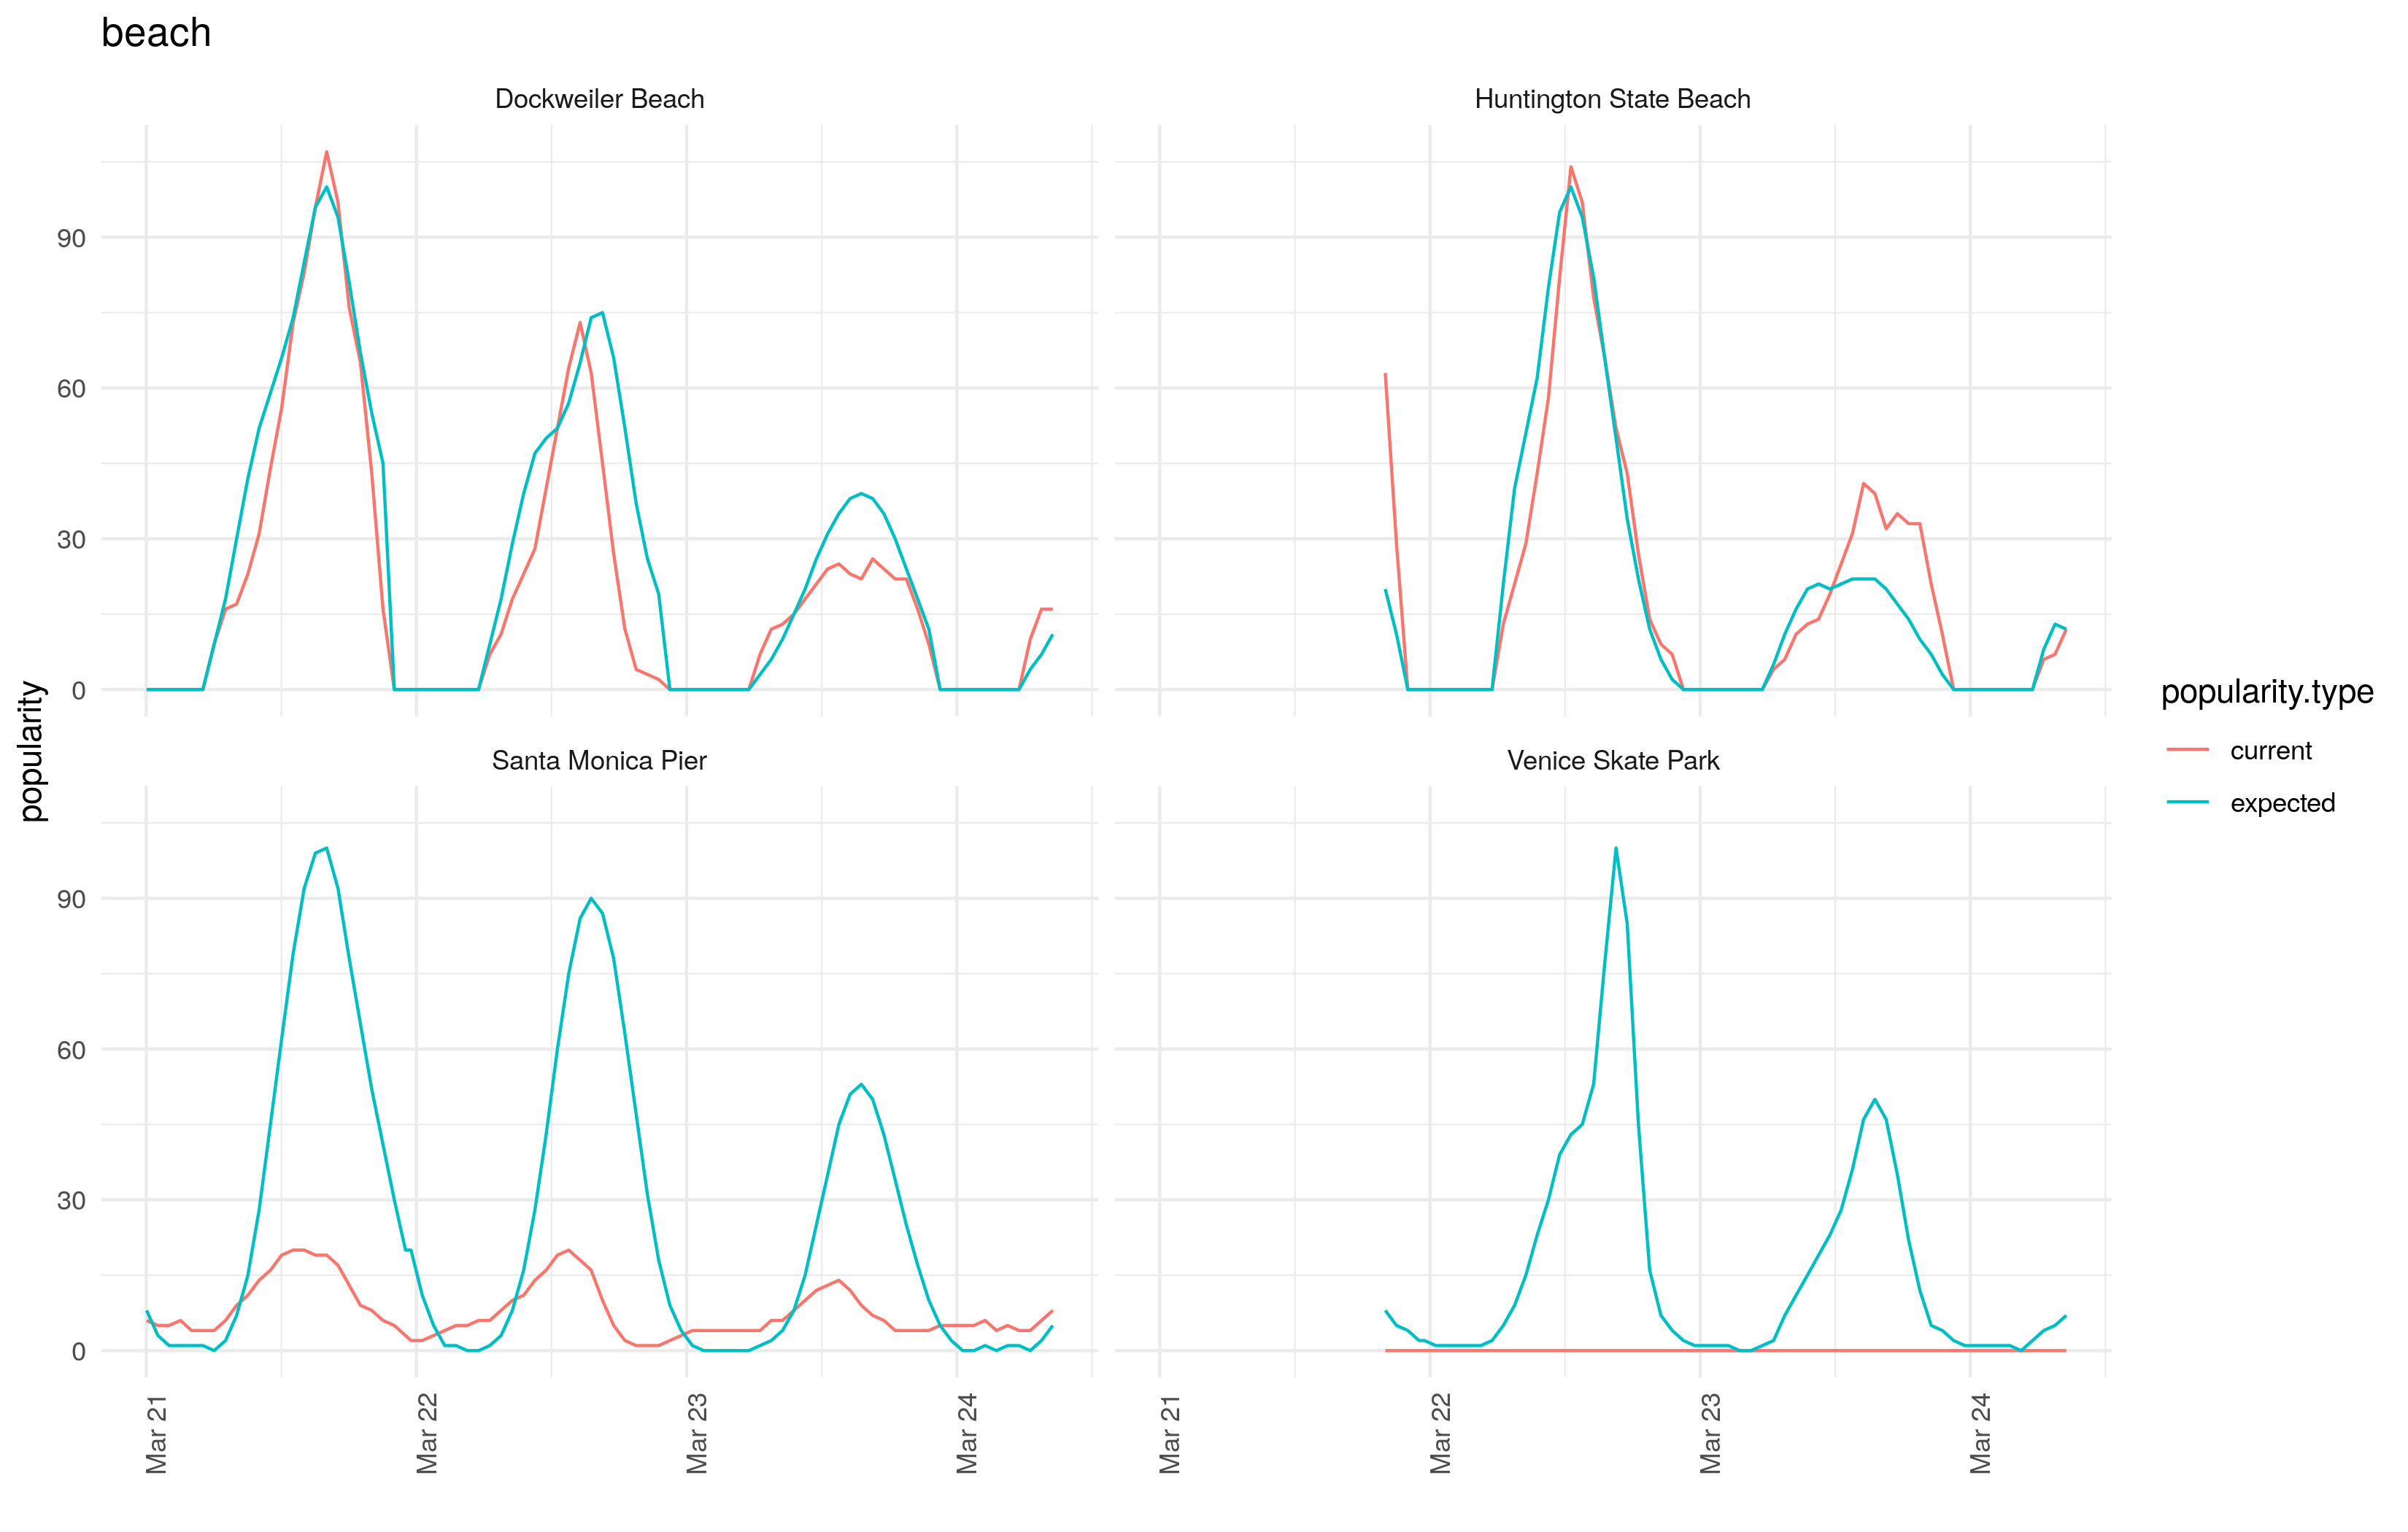 beach
Dockweiler Beach
Huntington State Beach
90
60
30
0
Santa Monica Pier
Venice Skate Park
90
60
30
0
popularity
Mar 21
Mar 22
Mar 23
Mar 24
Mar 21
Mar 22
Mar 23
Mar 24
popularity.type
current
expected